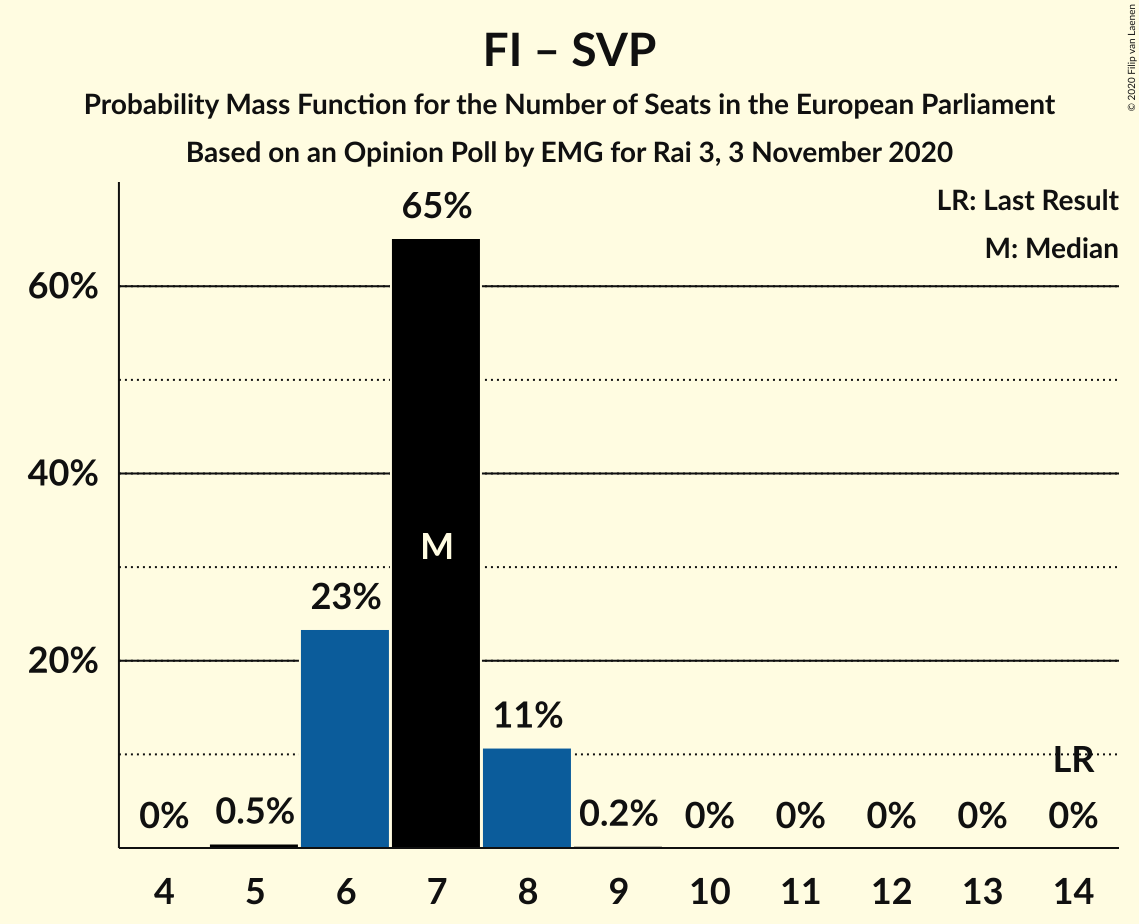 FI – SVP
Probability Mass Function for the Number of Seats in the European Parliament
Based on an Opinion Poll by EMG for Rai 3, 3 November 2020
© 2020 Filip van Laenen
LR: Last Result
M: Median
60%
40%
20%
0%
0.5%
23%
65%
M
11%
0.2%
0%
0%
0%
0%
LR
0%
4 5 6 7 8 9 10 11 12 13 14